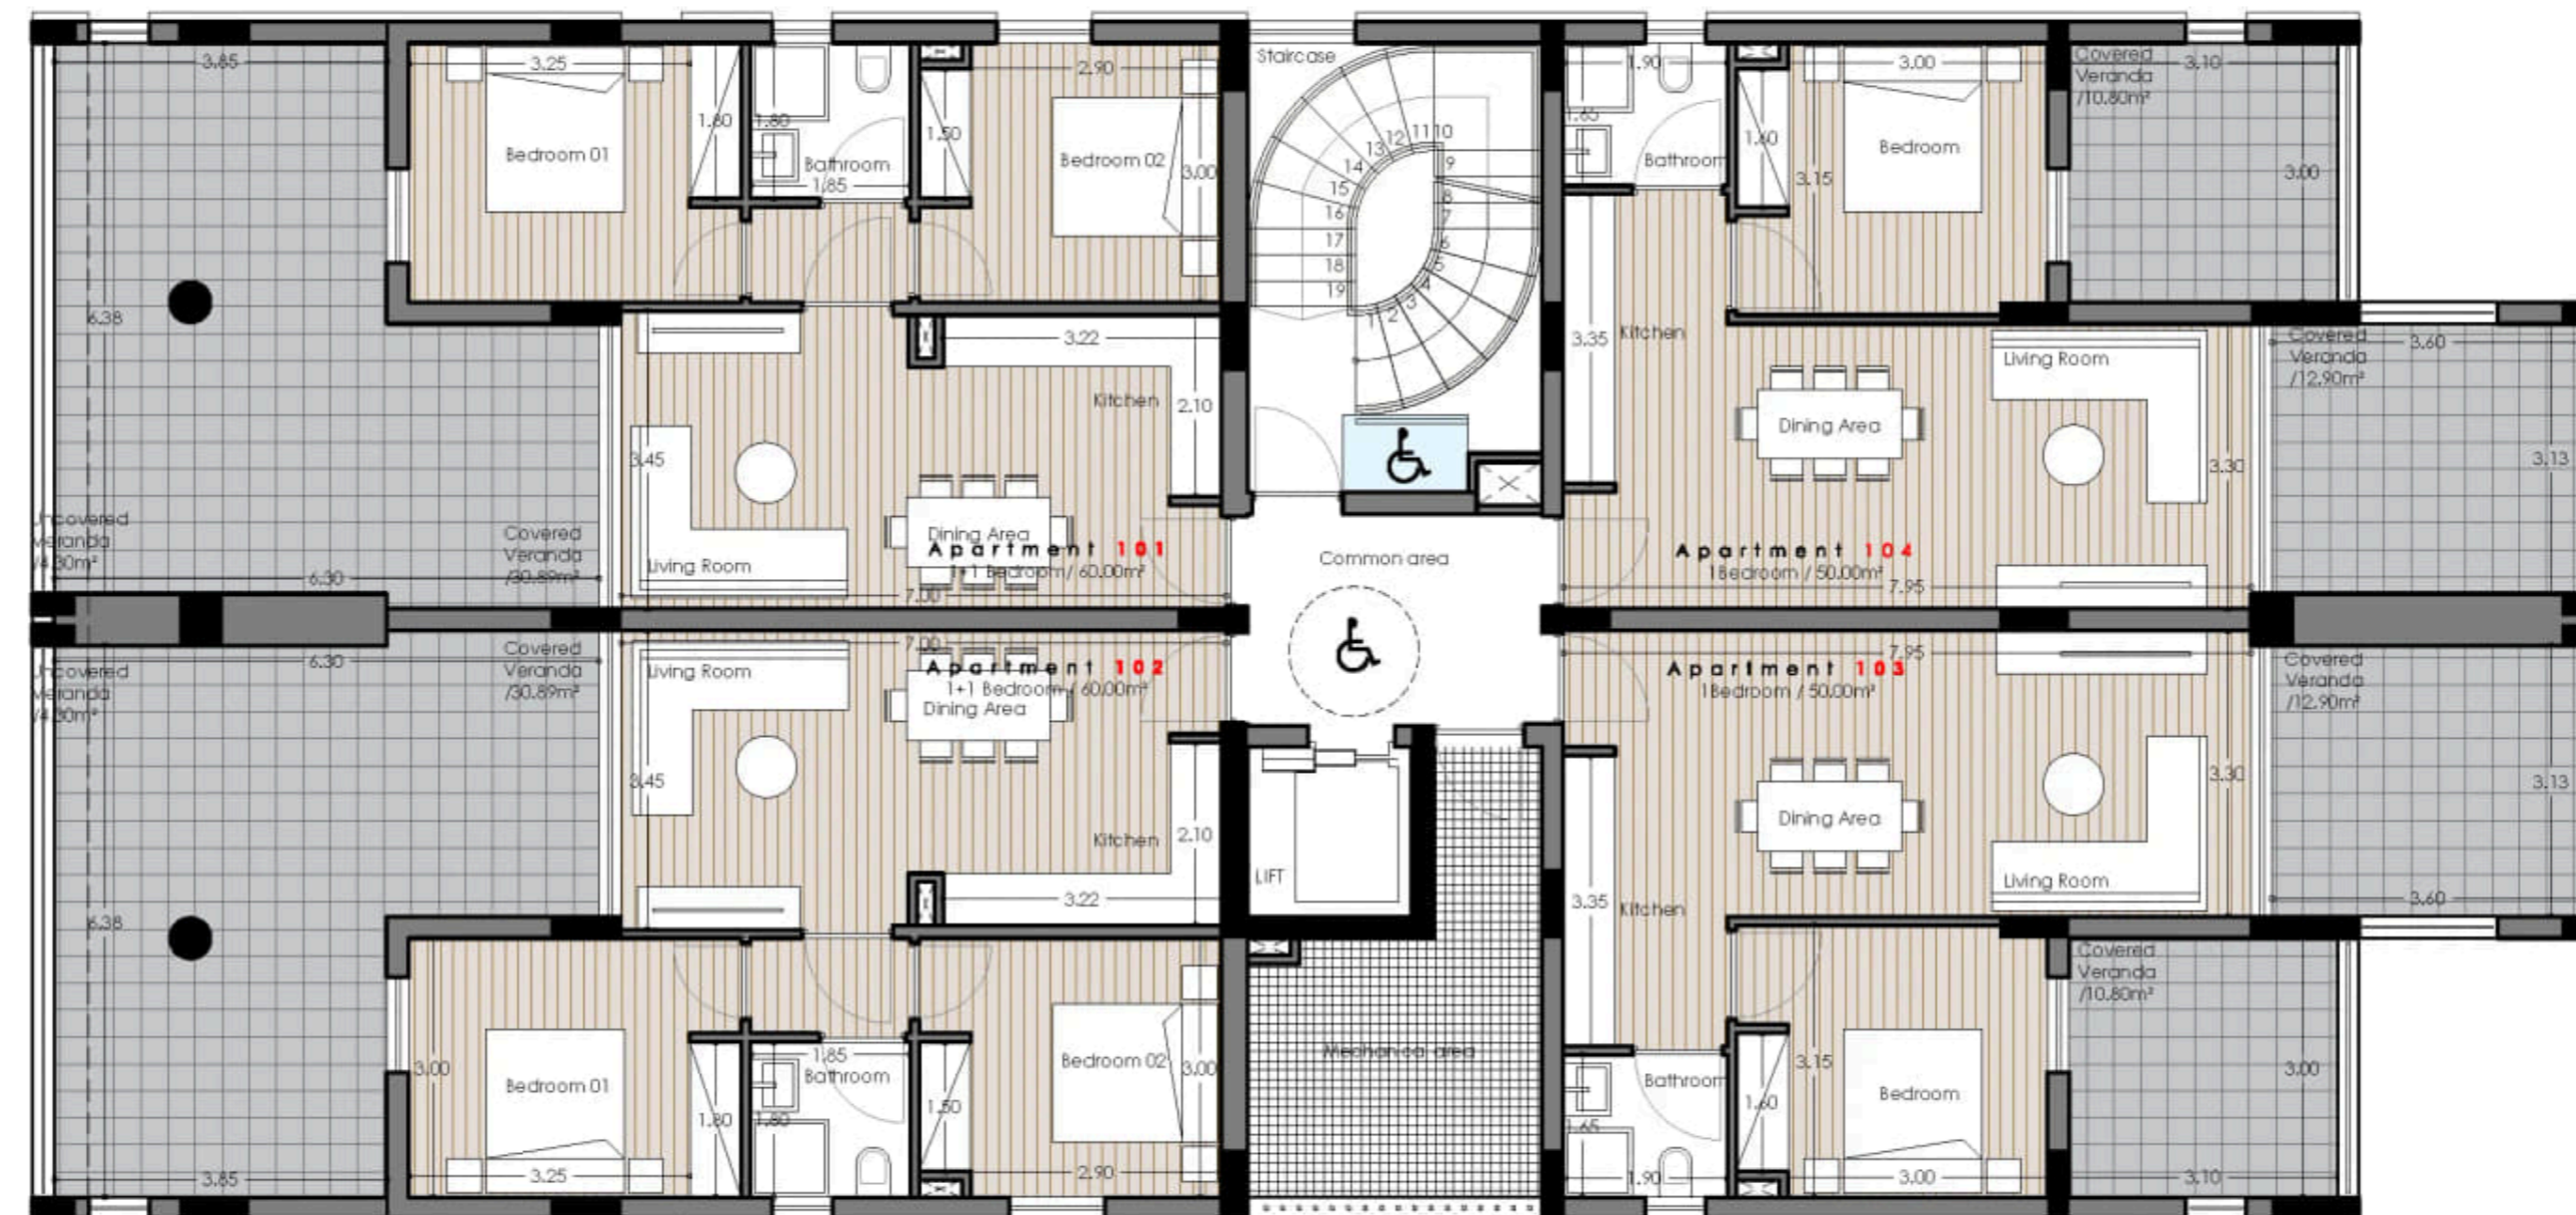 3.85
3.25
1.80
Bedroom 01
1.80
Bathroom
1.85
2.90
1.50
Bedroom 02
3.00
Staircase
1
2
3
4
5
6
7
8
9
10
11
12
13
14
15
16
17
18
19
1.90
1.65
Bathroom
1.60
3.15
3.00
Bedroom
Covered
Veranda
/10.80m²
3.10
3.00
6.38
3.22
Kitchen
2.10
3.45
Living Room
Dining Area
Apartment 101
1+1 Bedroom / 60.00m²
7.00
Uncovered
Veranda
/4.30m²
Covered
Veranda
/30.89m²
6.30
Common area
3.35
Kitchen
Dining Area
Living Room
3.30
Apartment 104
1Bedroom / 50.00m²
7.95
Covered
Veranda
/12.90m²
3.60
3.13
Uncovered
Veranda
/4.30m²
6.30
Covered
Veranda
/30.89m²
Living Room
7.00
Apartment 102
1+1 Bedroom / 60.00m²
Dining Area
3.45
Kitchen
2.10
3.22
6.38
LIFT
Mechanical area
Apartment 103
1Bedroom / 50.00m²
7.95
Dining Area
Living Room
3.30
3.35
Kitchen
Covered
Veranda
/12.90m²
3.13
3.60
3.00
Bedroom 01
1.80
3.25
3.85
1.85
Bathroom
1.80
1.50
Bedroom 02
3.00
2.90
Bathroom
1.65
1.90
1.60
3.15
Bedroom
3.00
Covered
Veranda
/10.80m²
3.00
3.10